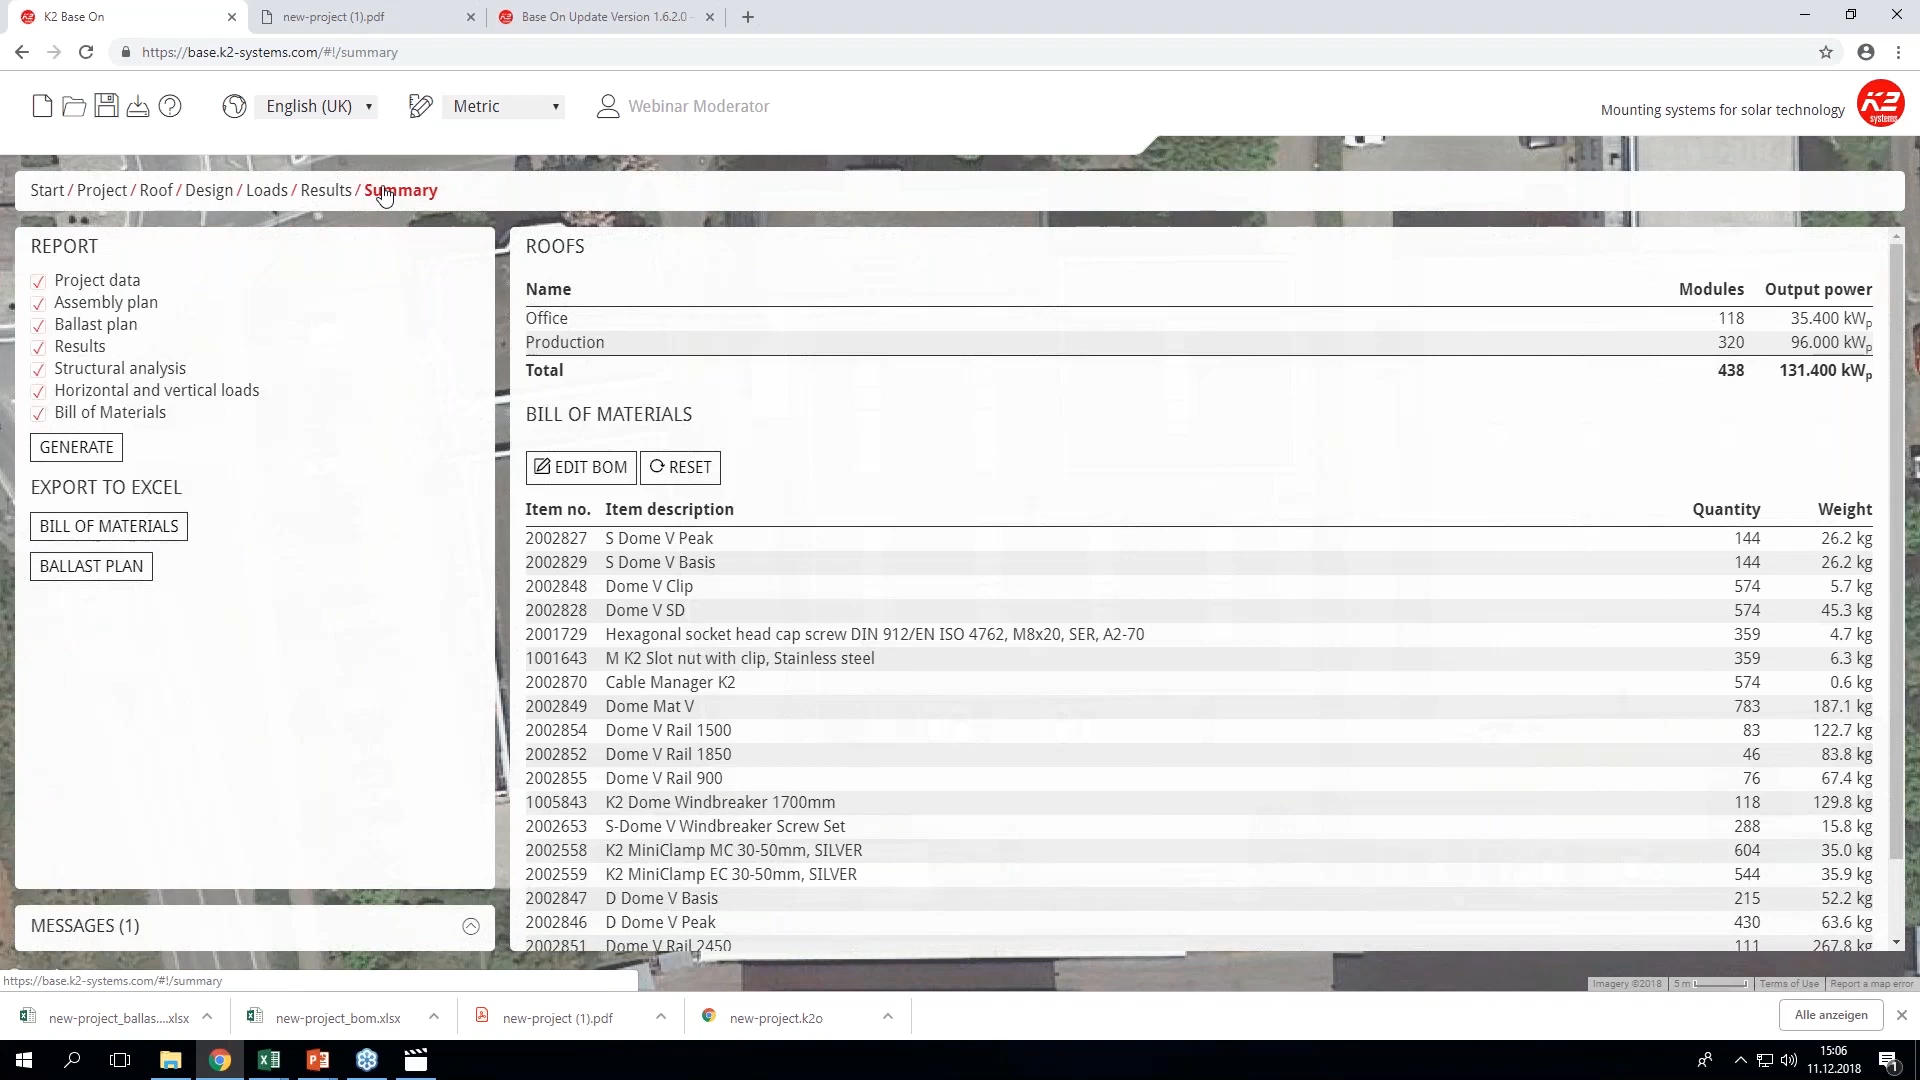 K2 Base On
new-project (1).pdf
Base On Update Version 1.6.2.0 -
https://base.k2-systems.com/#!/summary
English (UK)
Metric
Webinar Moderator
Mounting systems for solar technology
K2 systems
Start / Project / Roof / Design / Loads / Results / Summary
REPORT
Project data
Assembly plan
Ballast plan
Results
Structural analysis
Horizontal and vertical loads
Bill of Materials
GENERATE
EXPORT TO EXCEL
BILL OF MATERIALS
BALLAST PLAN
MESSAGES (1)
ROOFS
Name Modules Output power
Office 118 35.400 kWp
Production 320 96.000 kWp
Total 438 131.400 kWp
BILL OF MATERIALS
EDIT BOM RESET
Item no. Item description Quantity Weight
2002827 S Dome V Peak 144 26.2 kg
2002829 S Dome V Basis 144 26.2 kg
2002848 Dome V Clip 574 5.7 kg
2002828 Dome V SD 574 45.3 kg
2001729 Hexagonal socket head cap screw DIN 912/EN ISO 4762, M8x20, SER, A2-70 359 4.7 kg
1001643 M K2 Slot nut with clip, Stainless steel 359 6.3 kg
2002870 Cable Manager K2 574 0.6 kg
2002849 Dome Mat V 783 187.1 kg
2002854 Dome V Rail 1500 83 122.7 kg
2002852 Dome V Rail 1850 46 83.8 kg
2002855 Dome V Rail 900 76 67.4 kg
1005843 K2 Dome Windbreaker 1700mm 118 129.8 kg
2002653 S-Dome V Windbreaker Screw Set 288 15.8 kg
2002558 K2 MiniClamp MC 30-50mm, SILVER 604 35.0 kg
2002559 K2 MiniClamp EC 30-50mm, SILVER 544 35.9 kg
2002847 D Dome V Basis 215 52.2 kg
2002846 D Dome V Peak 430 63.6 kg
2002851 Dome V Rail 2450 111 267.8 kg
https://base.k2-systems.com/#!/summary
Imagery ©2018 5 m Terms of Use Report a map error
new-project_ballas....xlsx
new-project_bom.xlsx
new-project (1).pdf
new-project.k2o
Alle anzeigen
15:06
11.12.2018
1